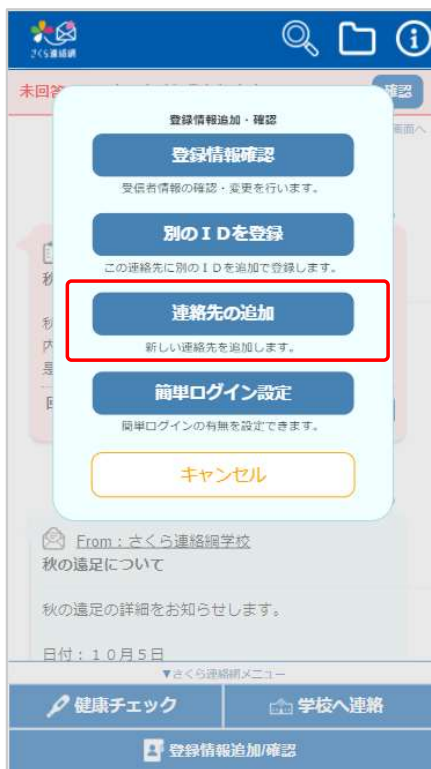 さくら連絡網
未回答
確認
画面へ
登録情報追加・確認
登録情報確認
受信者情報の確認・変更を行います。
別のＩＤを登録
この連絡先に別のＩＤを追加で登録します。
連絡先の追加
新しい連絡先を追加します。
簡単ログイン設定
簡単ログインの有無を設定できます。
キャンセル
From：さくら連絡網学校
秋の遠足について
秋の遠足の詳細をお知らせします。
日付：１０月５日
▼さくら連絡網メニュー
健康チェック
学校へ連絡
登録情報追加/確認